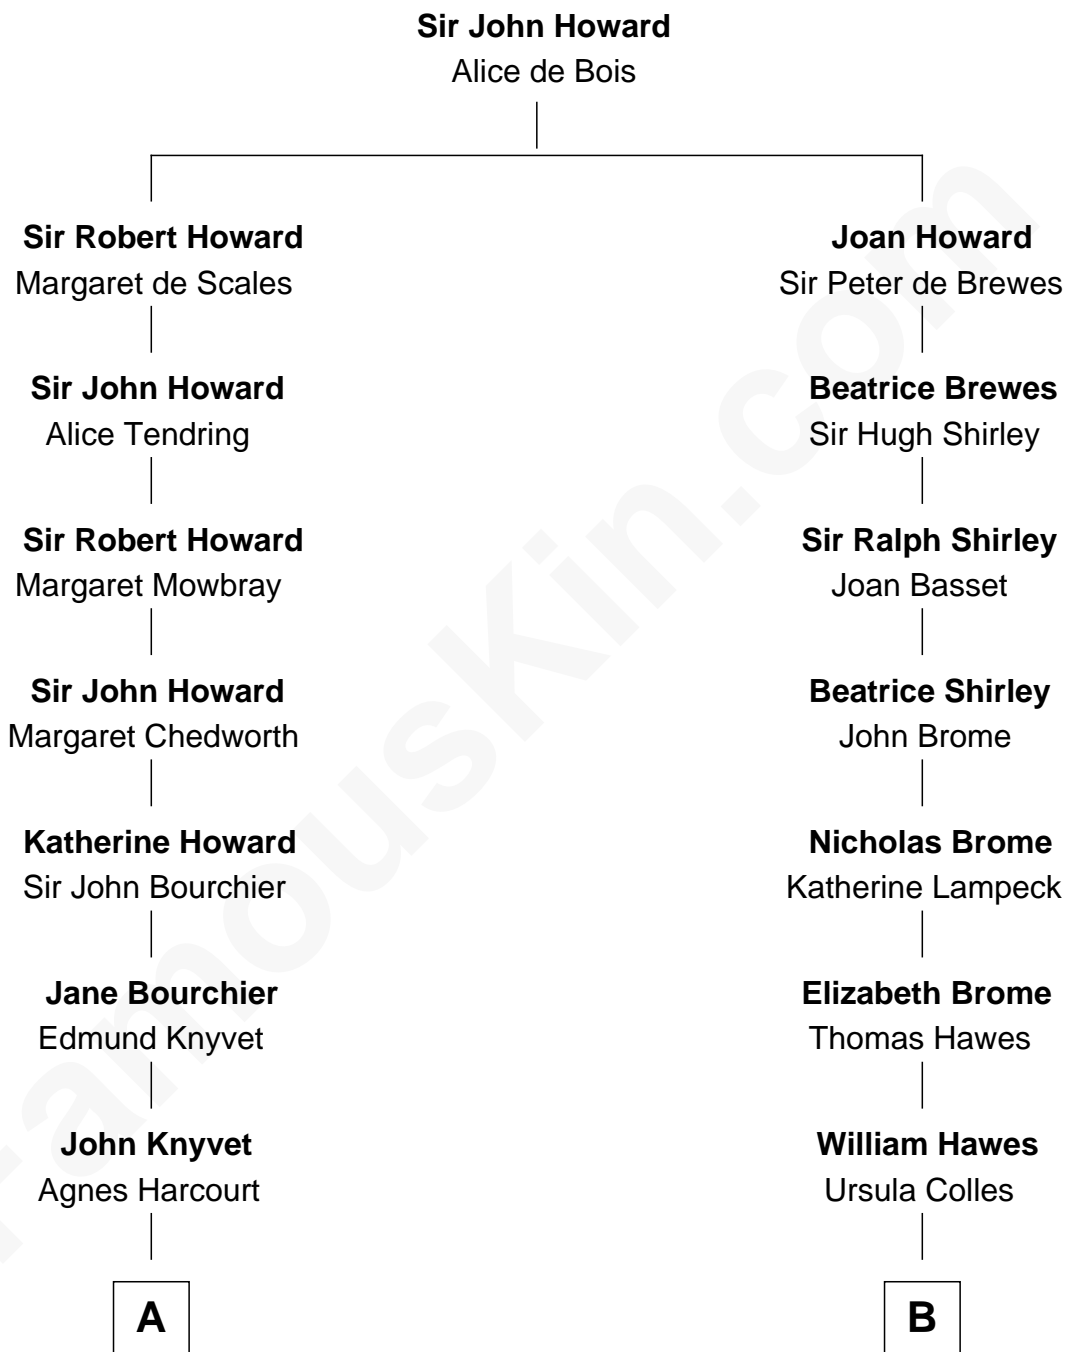 Sir John Howard
Alice de Bois
Sir Robert Howard
Margaret de Scales
Sir John Howard
Alice Tendring
Sir Robert Howard
Margaret Mowbray
Sir John Howard
Margaret Chedworth
Katherine Howard
Sir John Bourchier
Jane Bourchier
Edmund Knyvet
John Knyvet
Agnes Harcourt
A
Joan Howard
Sir Peter de Brewes
Beatrice Brewes
Sir Hugh Shirley
Sir Ralph Shirley
Joan Basset
Beatrice Shirley
John Brome
Nicholas Brome
Katherine Lampeck
Elizabeth Brome
Thomas Hawes
William Hawes
Ursula Colles
B
FamousKin.com